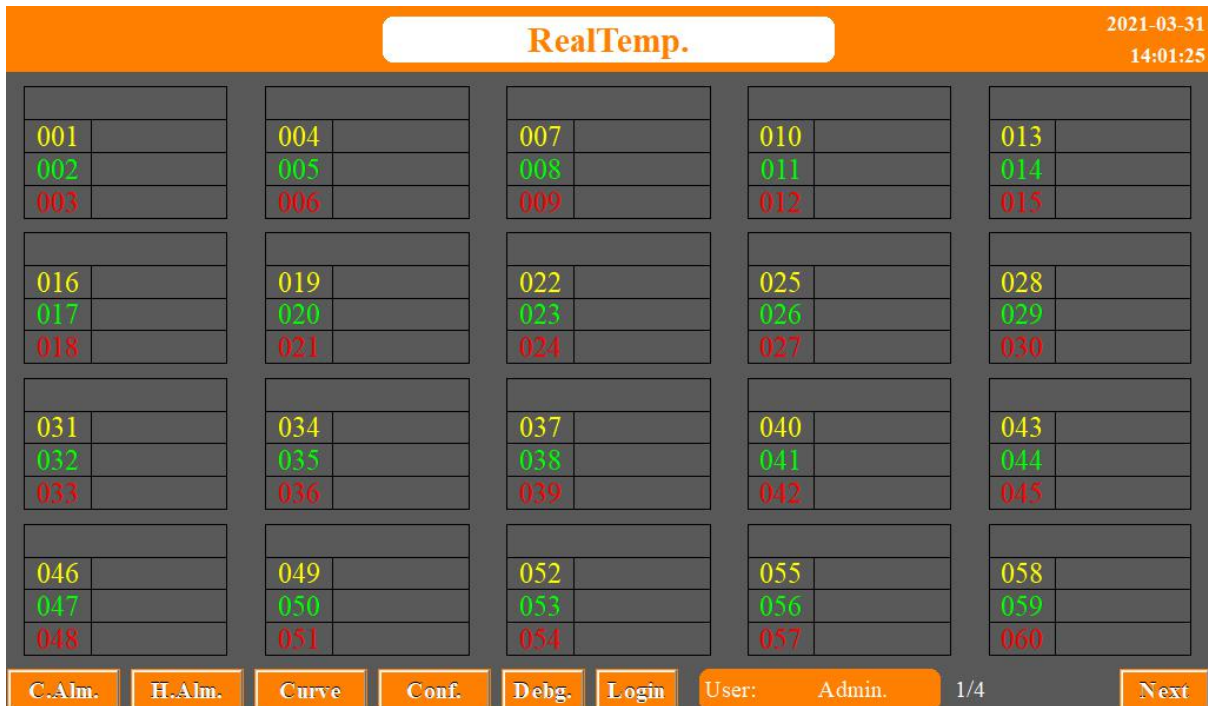 RealTemp.
2021-03-31
14:01:25
001 004 007 010 013
002 005 008 011 014
003 006 009 012 015
016 019 022 025 028
017 020 023 026 029
018 021 024 027 030
031 034 037 040 043
032 035 038 041 044
033 036 039 042 045
046 049 052 055 058
047 050 053 056 059
048 051 054 057 060
C.Alm. H.Alm. Curve Conf. Debg. Login User: Admin. 1/4 Next